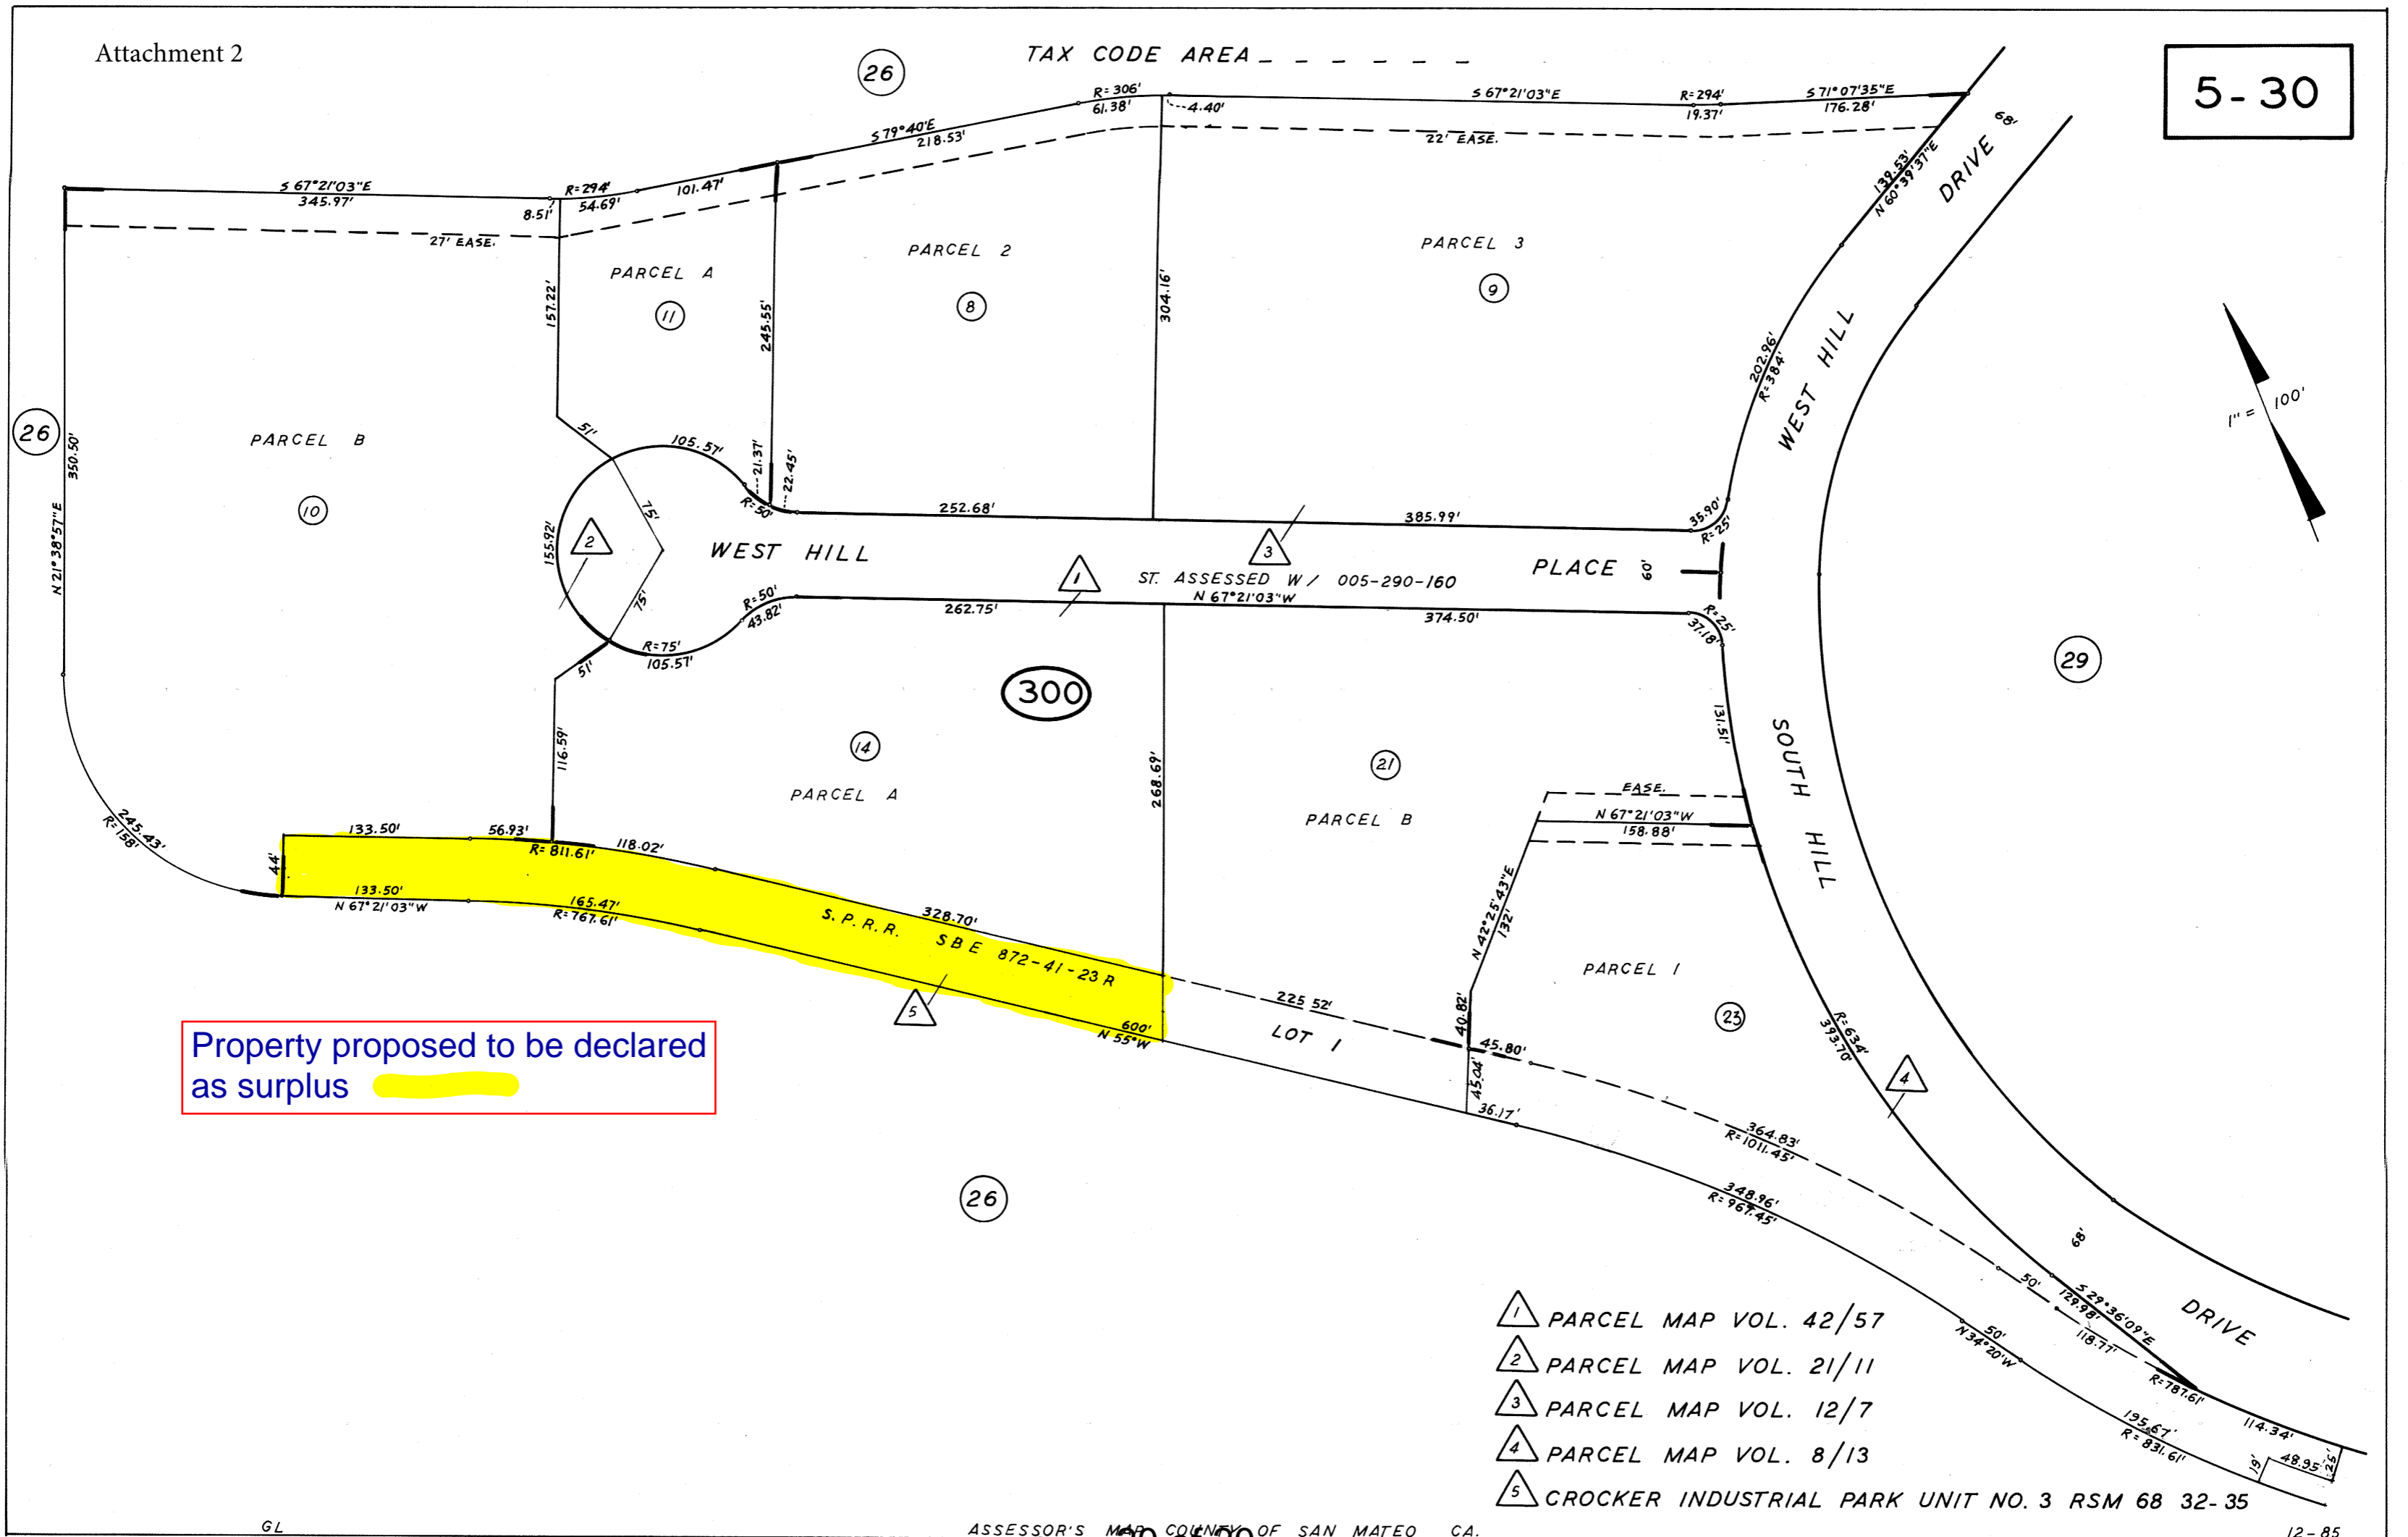 Attachment 2
TAX CODE AREA _ _ _ _ _ _
5-30
26
R=306'
61.38'
4.40'
S 67°21'03"E
R=294'
19.37'
S 71°07'35"E
176.28'
68'
S 79°40'E
218.53'
22' EASE.
139.53'
N 60°39'37"E
DRIVE
S 67°21'03"E
345.97'
8.51'
R=294'
54.69'
101.47'
27' EASE.
PARCEL A
11
PARCEL 2
8
PARCEL 3
9
157.22'
245.55'
304.16'
202.96'
R=384'
WEST HILL
1" = 100'
26
350.50'
N 21°38'57"E
PARCEL B
10
51'
105.57'
21.37'
22.45'
R=50'
75'
252.68'
385.99'
35.90'
R=25'
155.92'
2
WEST HILL
3
1
ST. ASSESSED W/ 005-290-160
PLACE
60'
N 67°21'03"W
75'
R=50'
43.82'
262.75'
374.50'
R=25'
37.18'
R=75'
105.57'
51'
300
29
116.59'
14
PARCEL A
268.69'
21
PARCEL B
131.51'
SOUTH HILL
EASE.
N 67°21'03"W
158.88'
245.43'
R=158'
133.50'
56.93'
R=811.61'
118.02'
44'
133.50'
N 67°21'03"W
165.47'
R=767.61'
328.70'
S.P.R.R. SBE 872-41-23R
N 42°25'43"E
132'
PARCEL 1
23
5
600'
N 55°W
225.52'
LOT 1
40.82'
45.80'
45.04'
36.17'
R=634'
393.70'
4
Property proposed to be declared
as surplus
364.83'
R=1011.45'
348.96'
R=967.45'
26
68'
50'
S 29°36'09"E
129.98'
118.77'
DRIVE
50'
N34°20'W
R=787.61'
114.34'
195.67'
R=831.61'
19'
48.95'
25'
1 PARCEL MAP VOL. 42/57
2 PARCEL MAP VOL. 21/11
3 PARCEL MAP VOL. 12/7
4 PARCEL MAP VOL. 8/13
5 CROCKER INDUSTRIAL PARK UNIT NO. 3 RSM 68 32-35
GL
ASSESSOR'S MAP COUNTY OF SAN MATEO CA.
12-85